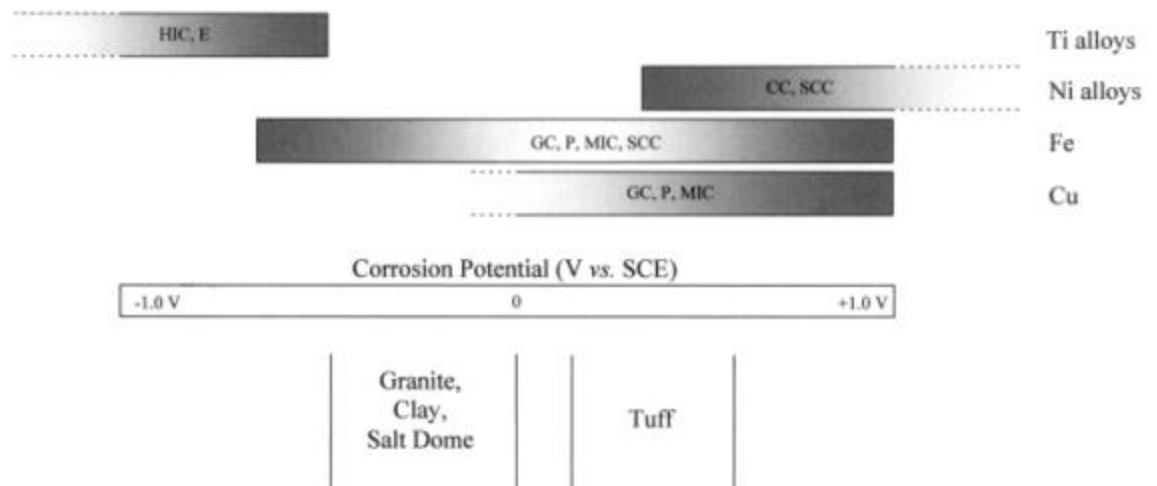 HIC, E
Ti alloys
CC, SCC
Ni alloys
GC, P, MIC, SCC
Fe
GC, P, MIC
Cu
Corrosion Potential (V vs. SCE)
-1.0 V 0 +1.0 V
Granite,
Clay,
Salt Dome
Tuff